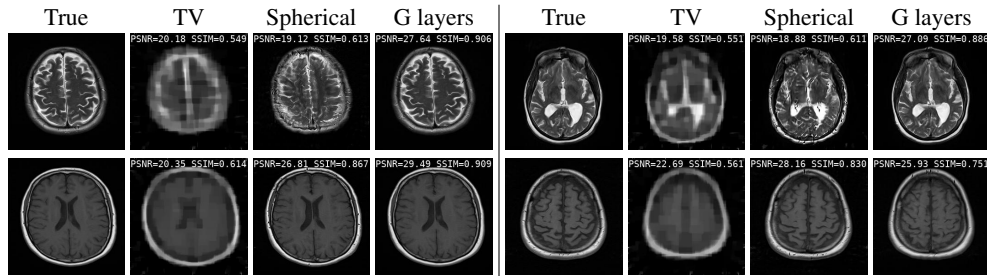 True TV Spherical G layers True TV Spherical G layers
PSNR=20.18 SSIM=0.549 PSNR=19.12 SSIM=0.613 PSNR=27.64 SSIM=0.906 PSNR=19.58 SSIM=0.551 PSNR=18.88 SSIM=0.611 PSNR=27.09 SSIM=0.886
PSNR=20.35 SSIM=0.614 PSNR=26.81 SSIM=0.867 PSNR=29.49 SSIM=0.909 PSNR=22.69 SSIM=0.561 PSNR=28.16 SSIM=0.830 PSNR=25.93 SSIM=0.751